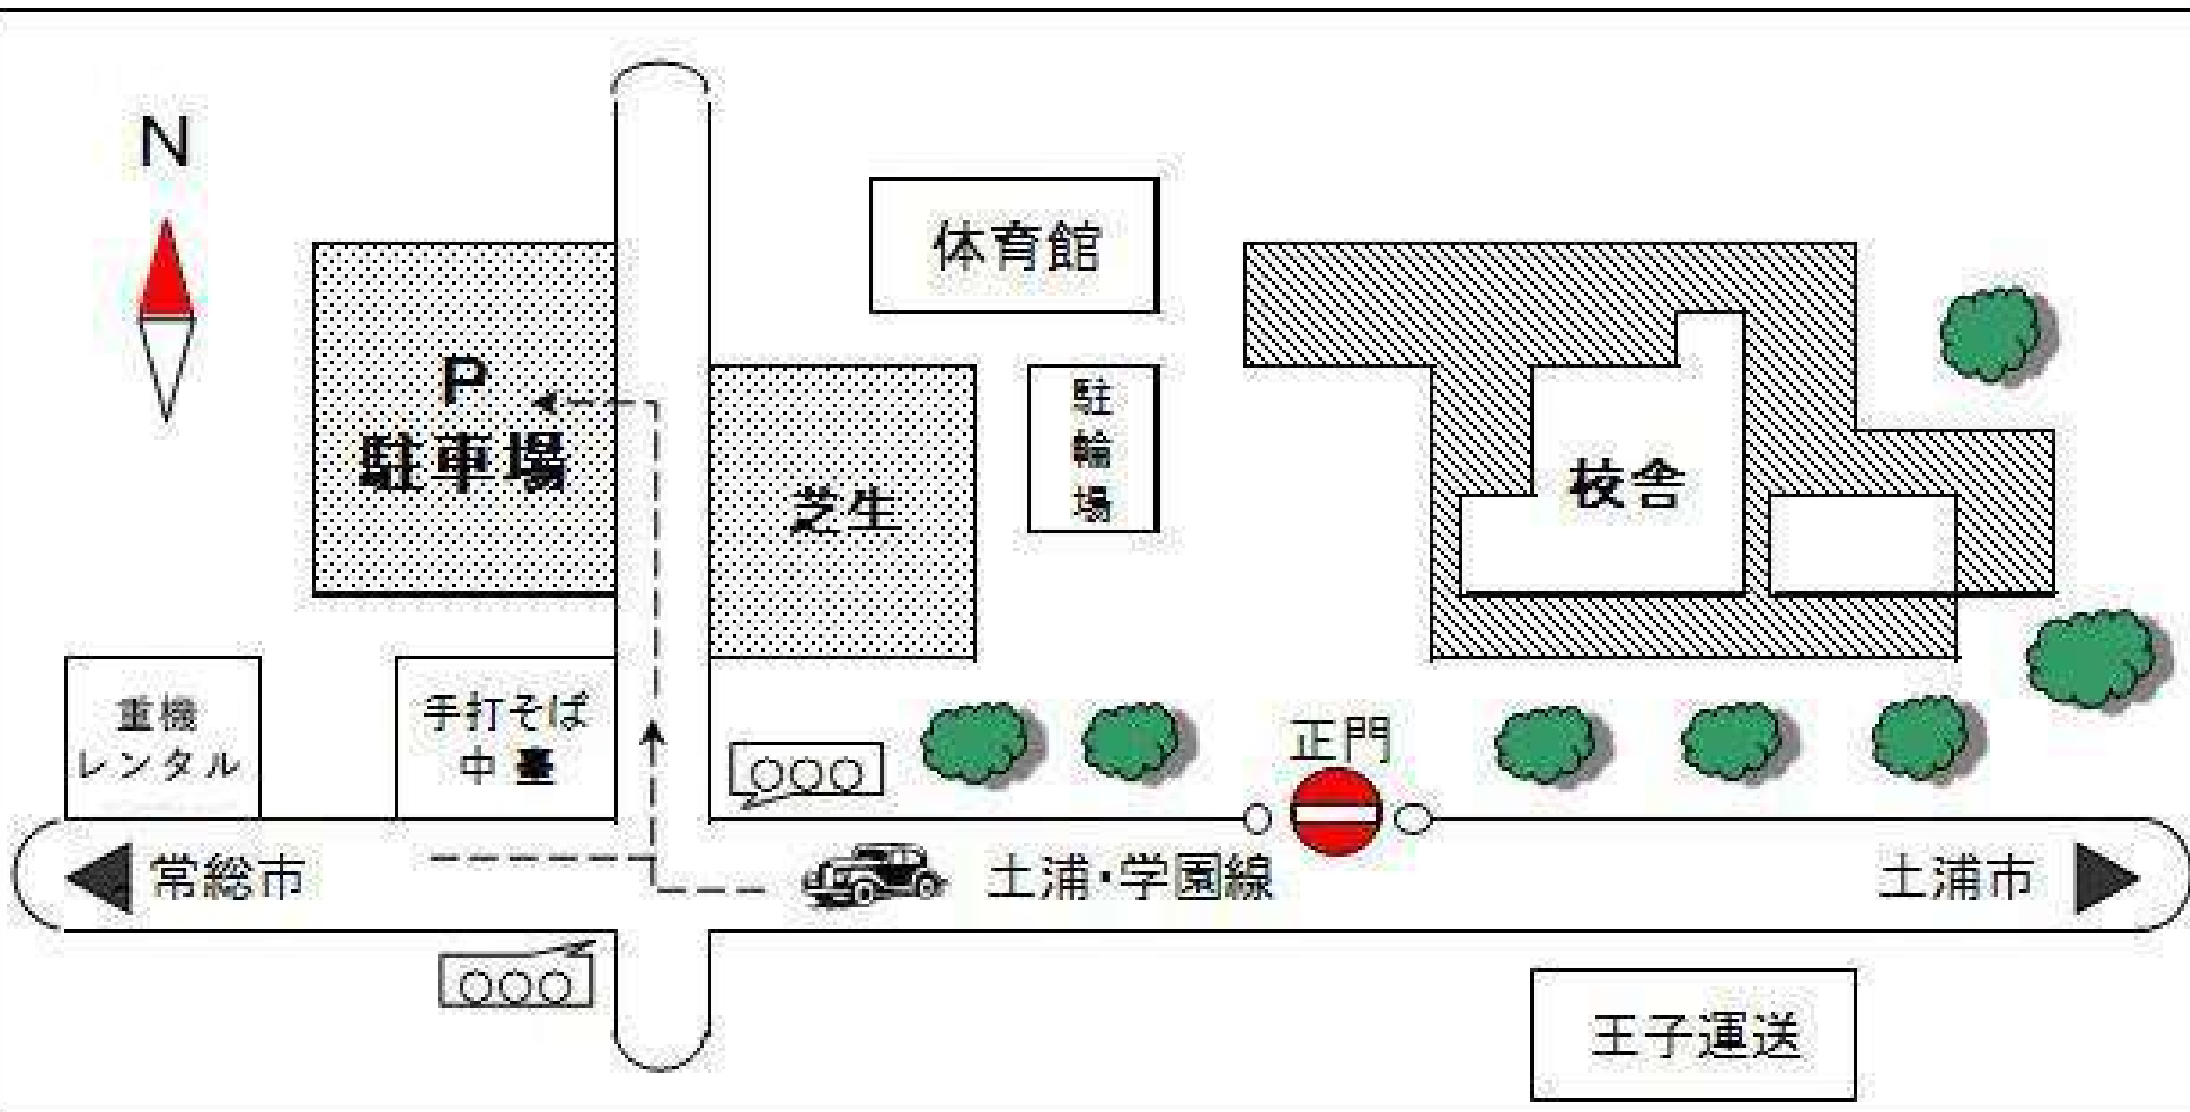 N
体育館
P
駐車場
芝生
駐
輪
場
校舎
重機
レンタル
手打そば
中
正門
常総市
土浦・学園線
土浦市
王子運送